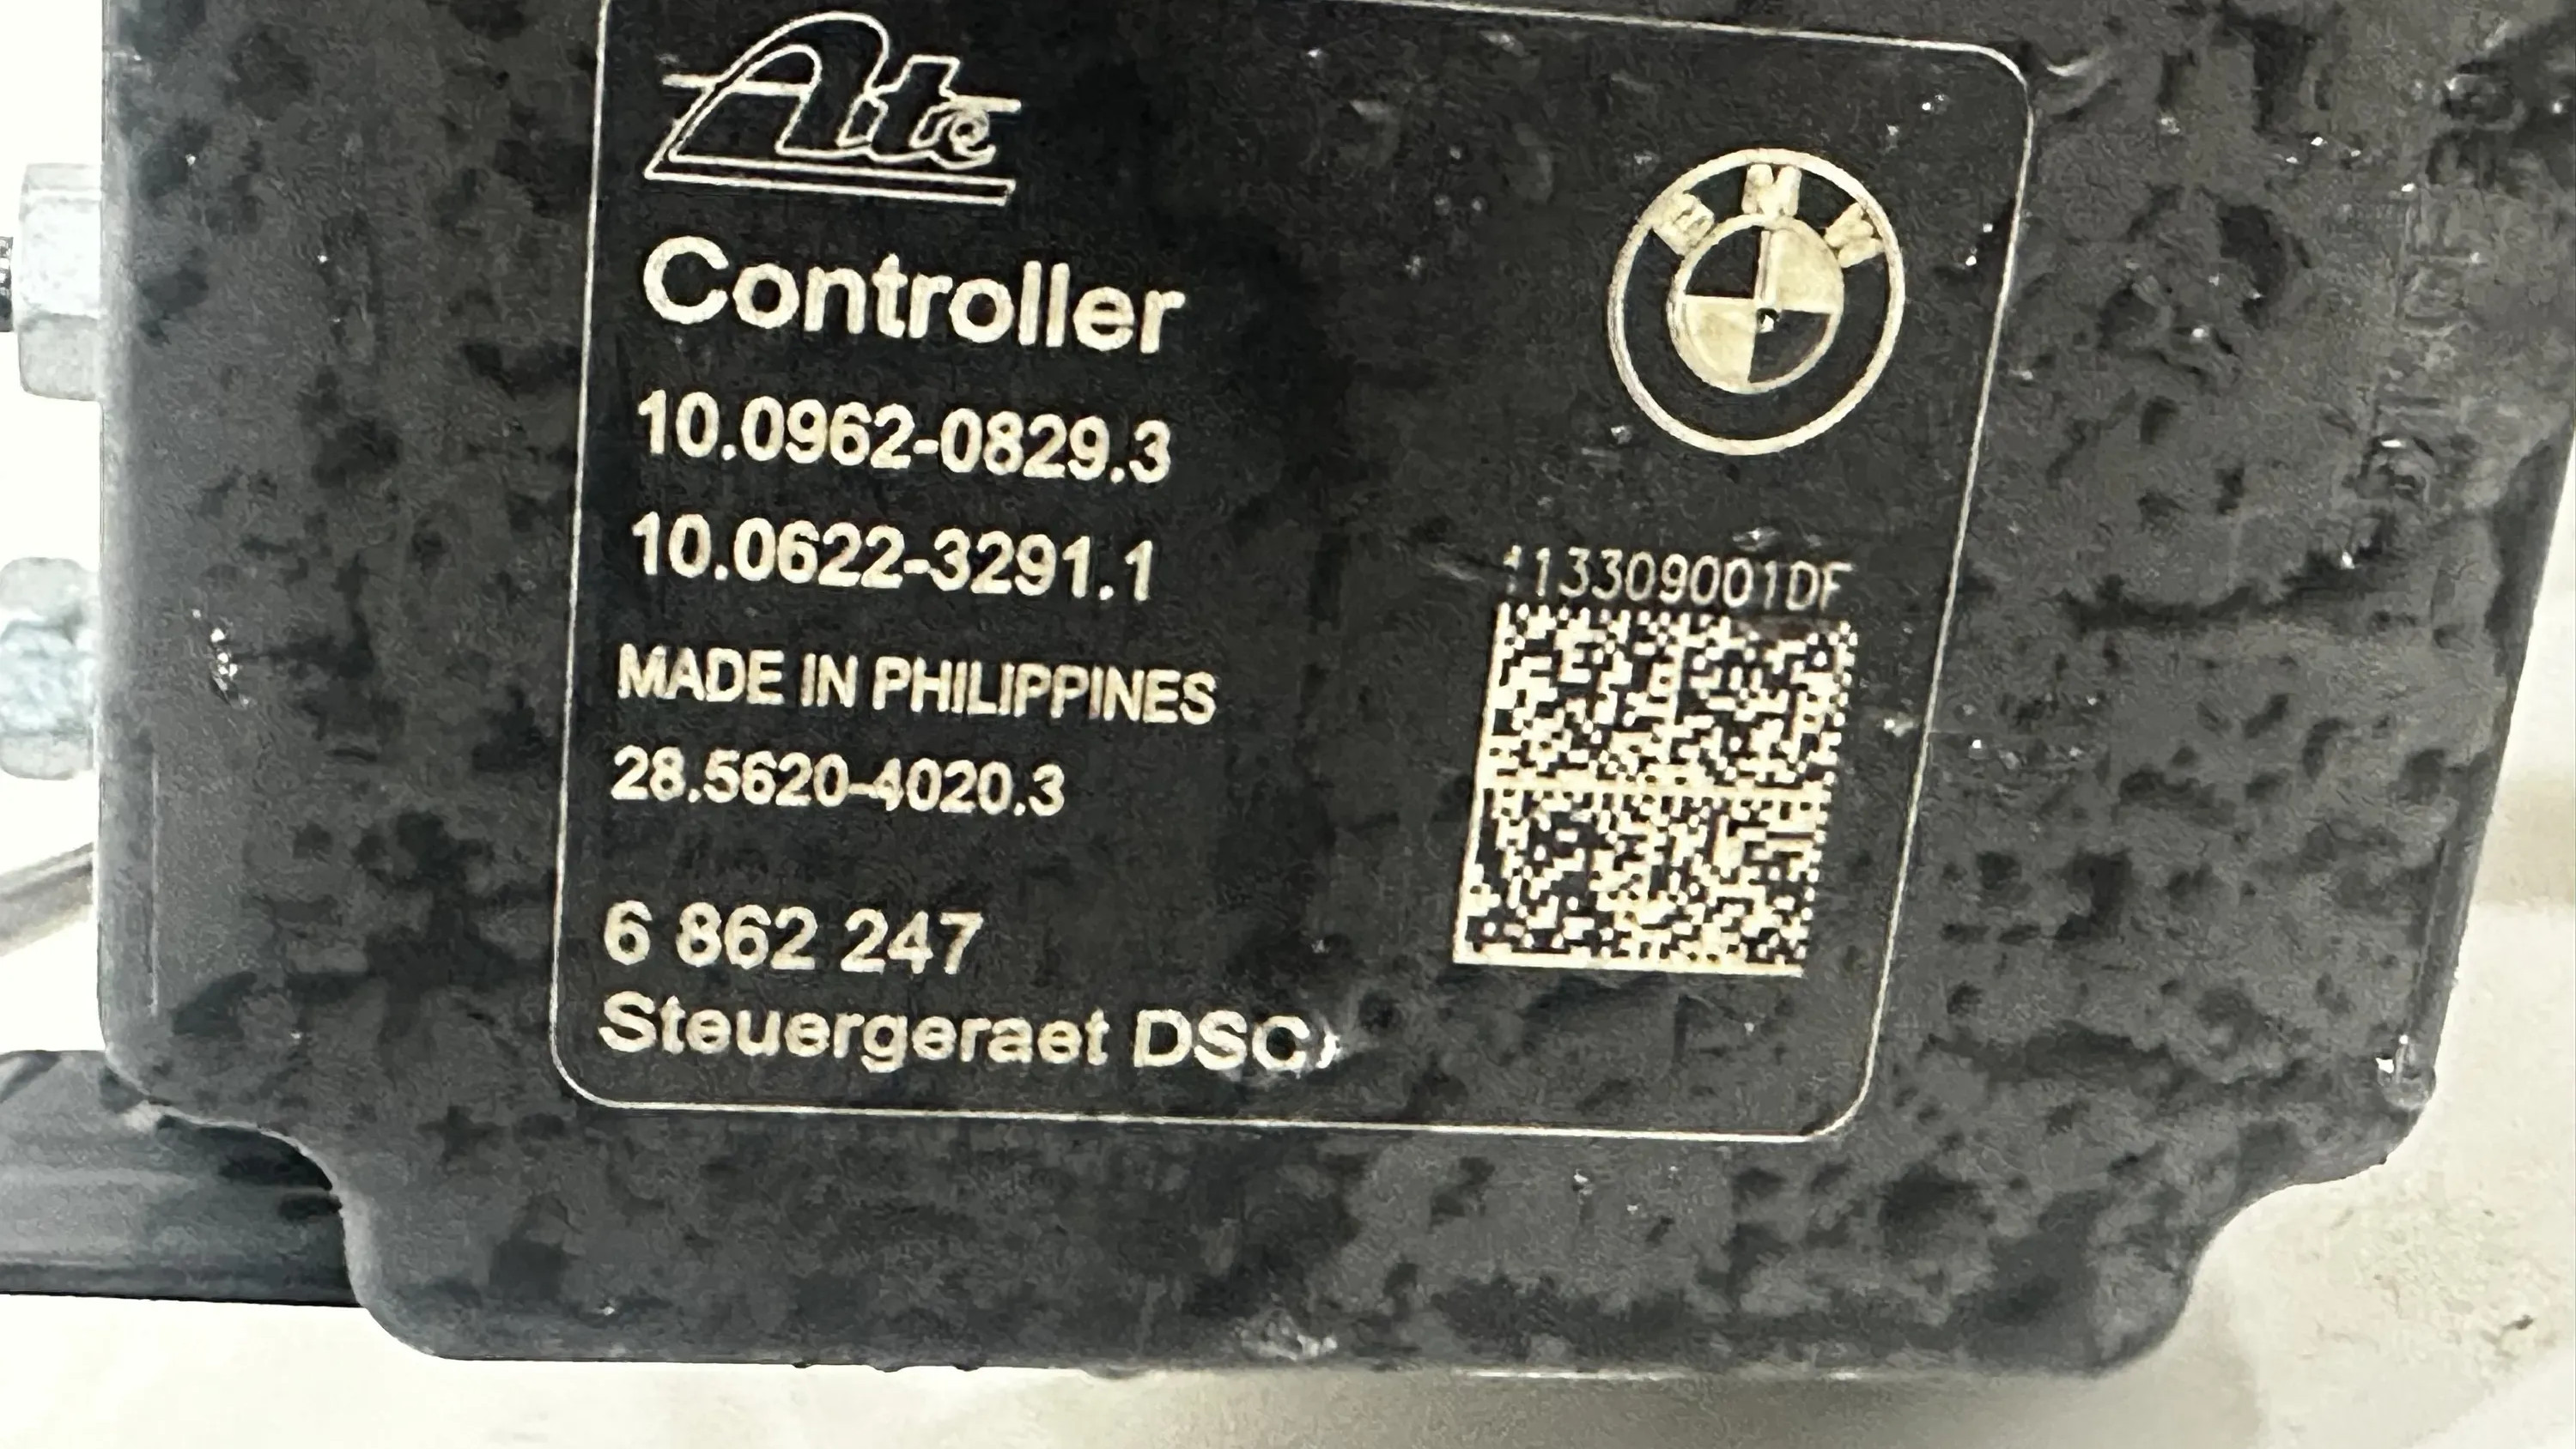 Ate
Controller
BMW
10.0962-0829.3
10.0622-3291.1
113309001DF
MADE IN PHILIPPINES
28.5620-4020.3
6 862 247
Steuergeraet DSC